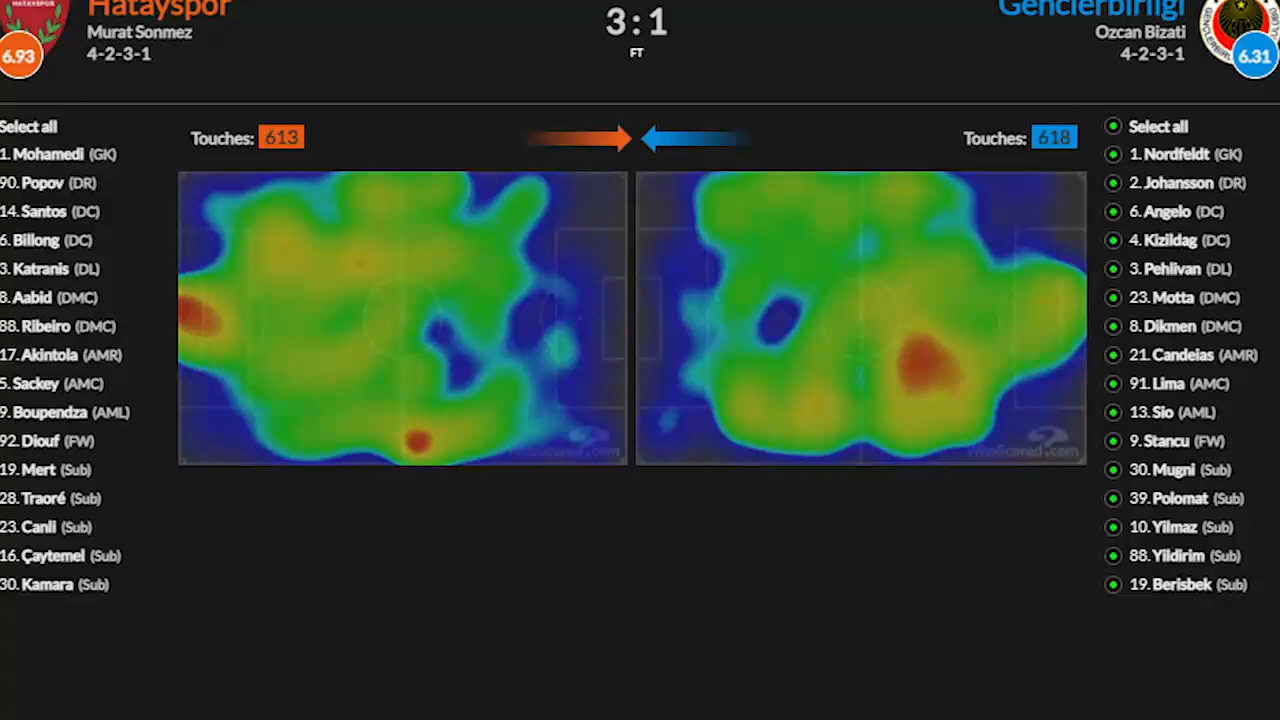 HATAYSPOR
Hatayspor
Murat Sonmez
4-2-3-1
6.93
3 : 1
FT
Genclerbirligi
Ozcan Bizati
4-2-3-1
6.31
Select all
1. Mohamedi (GK)
90. Popov (DR)
14. Santos (DC)
6. Billong (DC)
3. Katranis (DL)
8. Aabid (DMC)
88. Ribeiro (DMC)
17. Akintola (AMR)
5. Sackey (AMC)
9. Boupendza (AML)
92. Diouf (FW)
19. Mert (Sub)
28. Traoré (Sub)
23. Canli (Sub)
16. Çaytemel (Sub)
30. Kamara (Sub)
Touches: 613
Touches: 618
WhoScored.com
WhoScored.com
Select all
1. Nordfeldt (GK)
2. Johansson (DR)
6. Angelo (DC)
4. Kizildag (DC)
3. Pehlivan (DL)
23. Motta (DMC)
8. Dikmen (DMC)
21. Candeias (AMR)
91. Lima (AMC)
13. Sio (AML)
9. Stancu (FW)
30. Mugni (Sub)
39. Polomat (Sub)
10. Yilmaz (Sub)
88. Yildirim (Sub)
19. Berisbek (Sub)